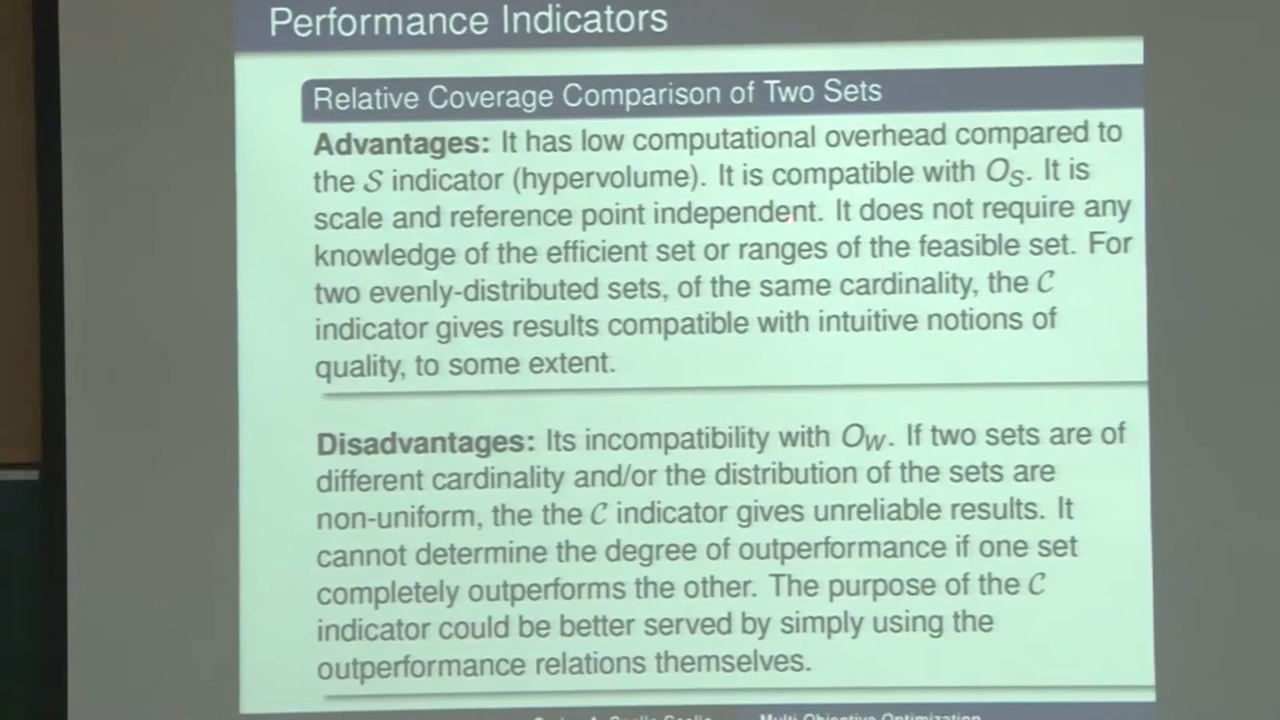 Performance Indicators
Relative Coverage Comparison of Two Sets
Advantages: It has low computational overhead compared to
the S indicator (hypervolume). It is compatible with O_S. It is
scale and reference point independent. It does not require any
knowledge of the efficient set or ranges of the feasible set. For
two evenly-distributed sets, of the same cardinality, the C
indicator gives results compatible with intuitive notions of
quality, to some extent.
Disadvantages: Its incompatibility with O_W. If two sets are of
different cardinality and/or the distribution of the sets are
non-uniform, the the C indicator gives unreliable results. It
cannot determine the degree of outperformance if one set
completely outperforms the other. The purpose of the C
indicator could be better served by simply using the
outperformance relations themselves.
Multi-Objective Optimization